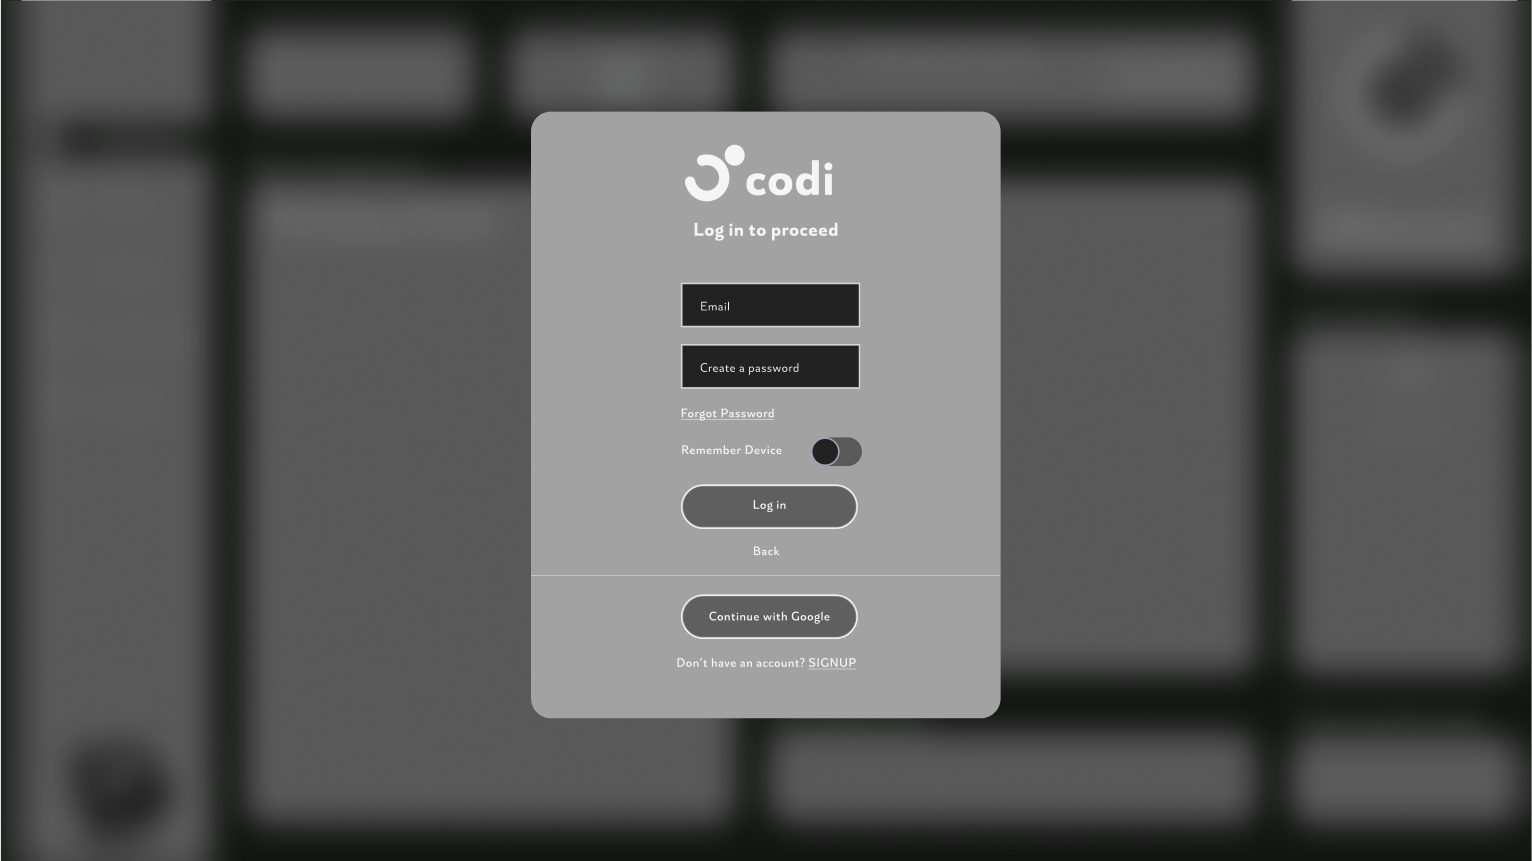 codi
Log in to proceed
Email
Create a password
Forgot Password
Remember Device
Log in
Back
Continue with Google
Don't have an account? SIGNUP